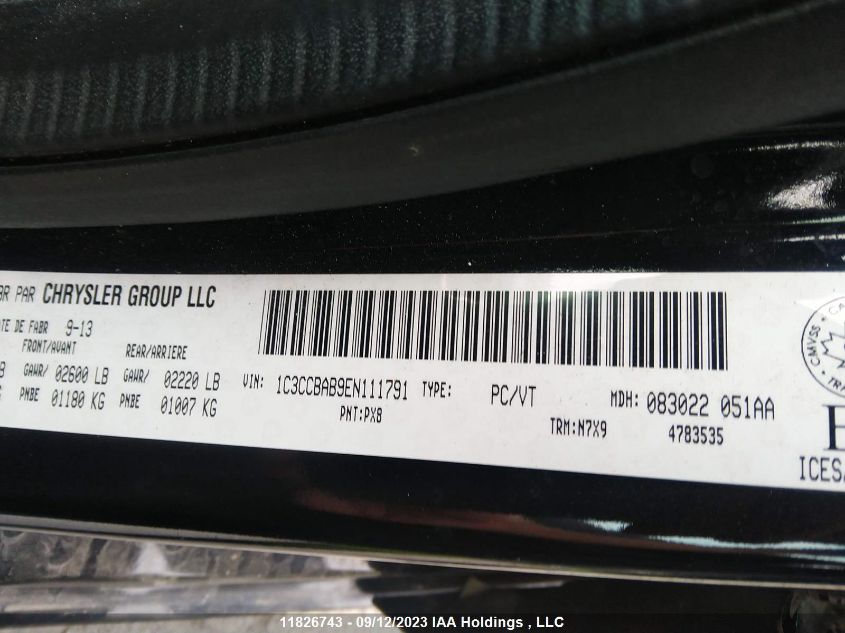 BR PAR CHRYSLER GROUP LLC
TE DE FABR 9-13
FRONT/AVANT REAR/ARRIERE
B GAWR/ 02600 LB GAWR/ 02220 LB
PNBE 01180 KG PNBE 01007 KG
VIN: 1C3CCBAB9EN111791 TYPE: PC/VT MDH: 083022 051AA
PNT:PX8 TRM:N7X9 4783535
CMVSS
ICES
11826743 - 09/12/2023 IAA Holdings , LLC